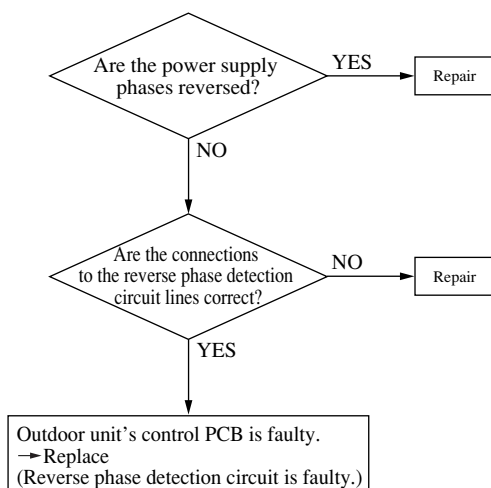 Are the power supply
phases reversed?
YES
Repair
NO
Are the connections
to the reverse phase detection
circuit lines correct?
NO
Repair
YES
Outdoor unit's control PCB is faulty.
→Replace
(Reverse phase detection circuit is faulty.)